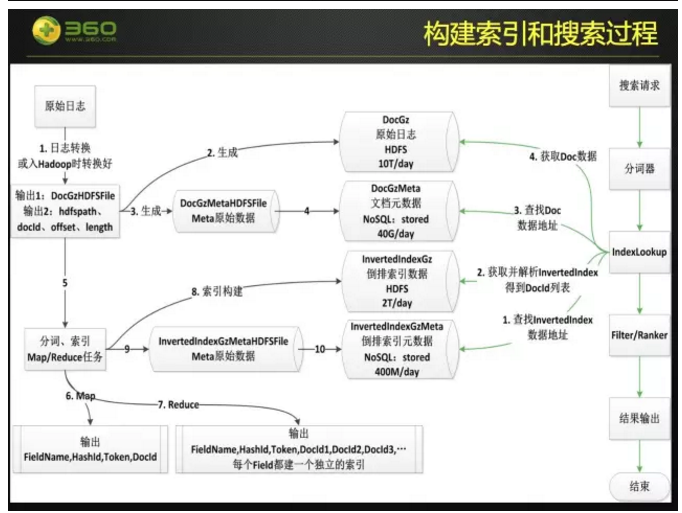 360
www.360.com
构建索引和搜索过程
原始日志
1. 日志转换
或入Hadoop时转换好
输出1：DocGzHDFSFile
输出2：hdfspath、
docId、offset、length
2. 生成
3. 生成
DocGzMetaHDFSFile
Meta原始数据
4
DocGz
原始日志
HDFS
10T/day
DocGzMeta
文档元数据
NoSQL：stored
40G/day
5
分词、索引
Map/Reduce任务
8. 索引构建
9
InvertedIndexGzMetaHDFSFile
Meta原始数据
10
InvertedIndexGz
倒排索引数据
HDFS
2T/day
InvertedIndexGzMeta
倒排索引元数据
NoSQL：stored
400M/day
6. Map
7. Reduce
输出
FieldName,HashId,Token,DocId
输出
FieldName,HashId,Token,DocId1,DocId2,DocId3,…
每个Field都建一个独立的索引
4. 获取Doc数据
3. 查找Doc
数据地址
2. 获取并解析InvertedIndex
得到DocId列表
1. 查找InvertedIndex
数据地址
搜索请求
分词器
IndexLookup
Filter/Ranker
结果输出
结束